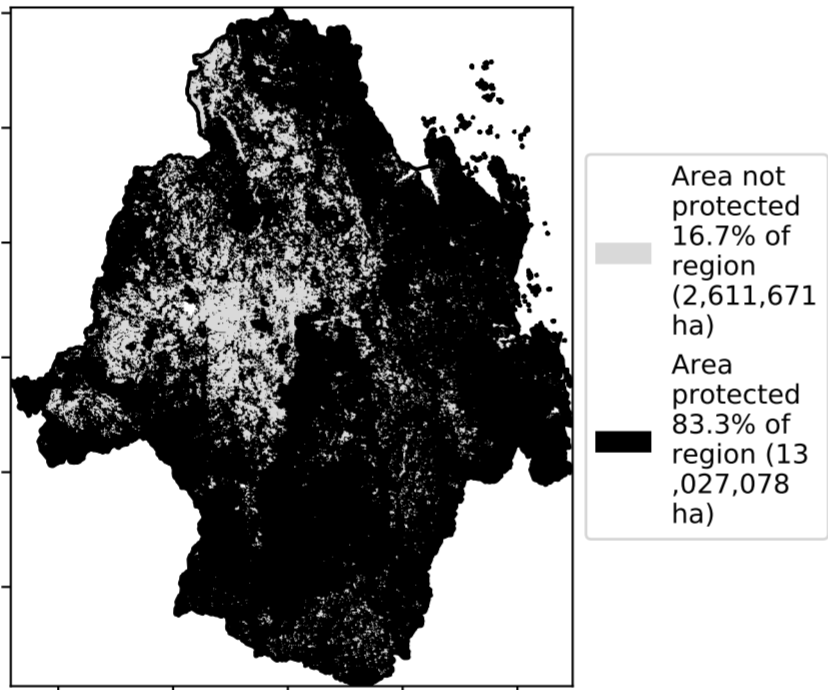 Area not
protected
16.7% of
region
(2,611,671
ha)
Area
protected
83.3% of
region (13
,027,078
ha)